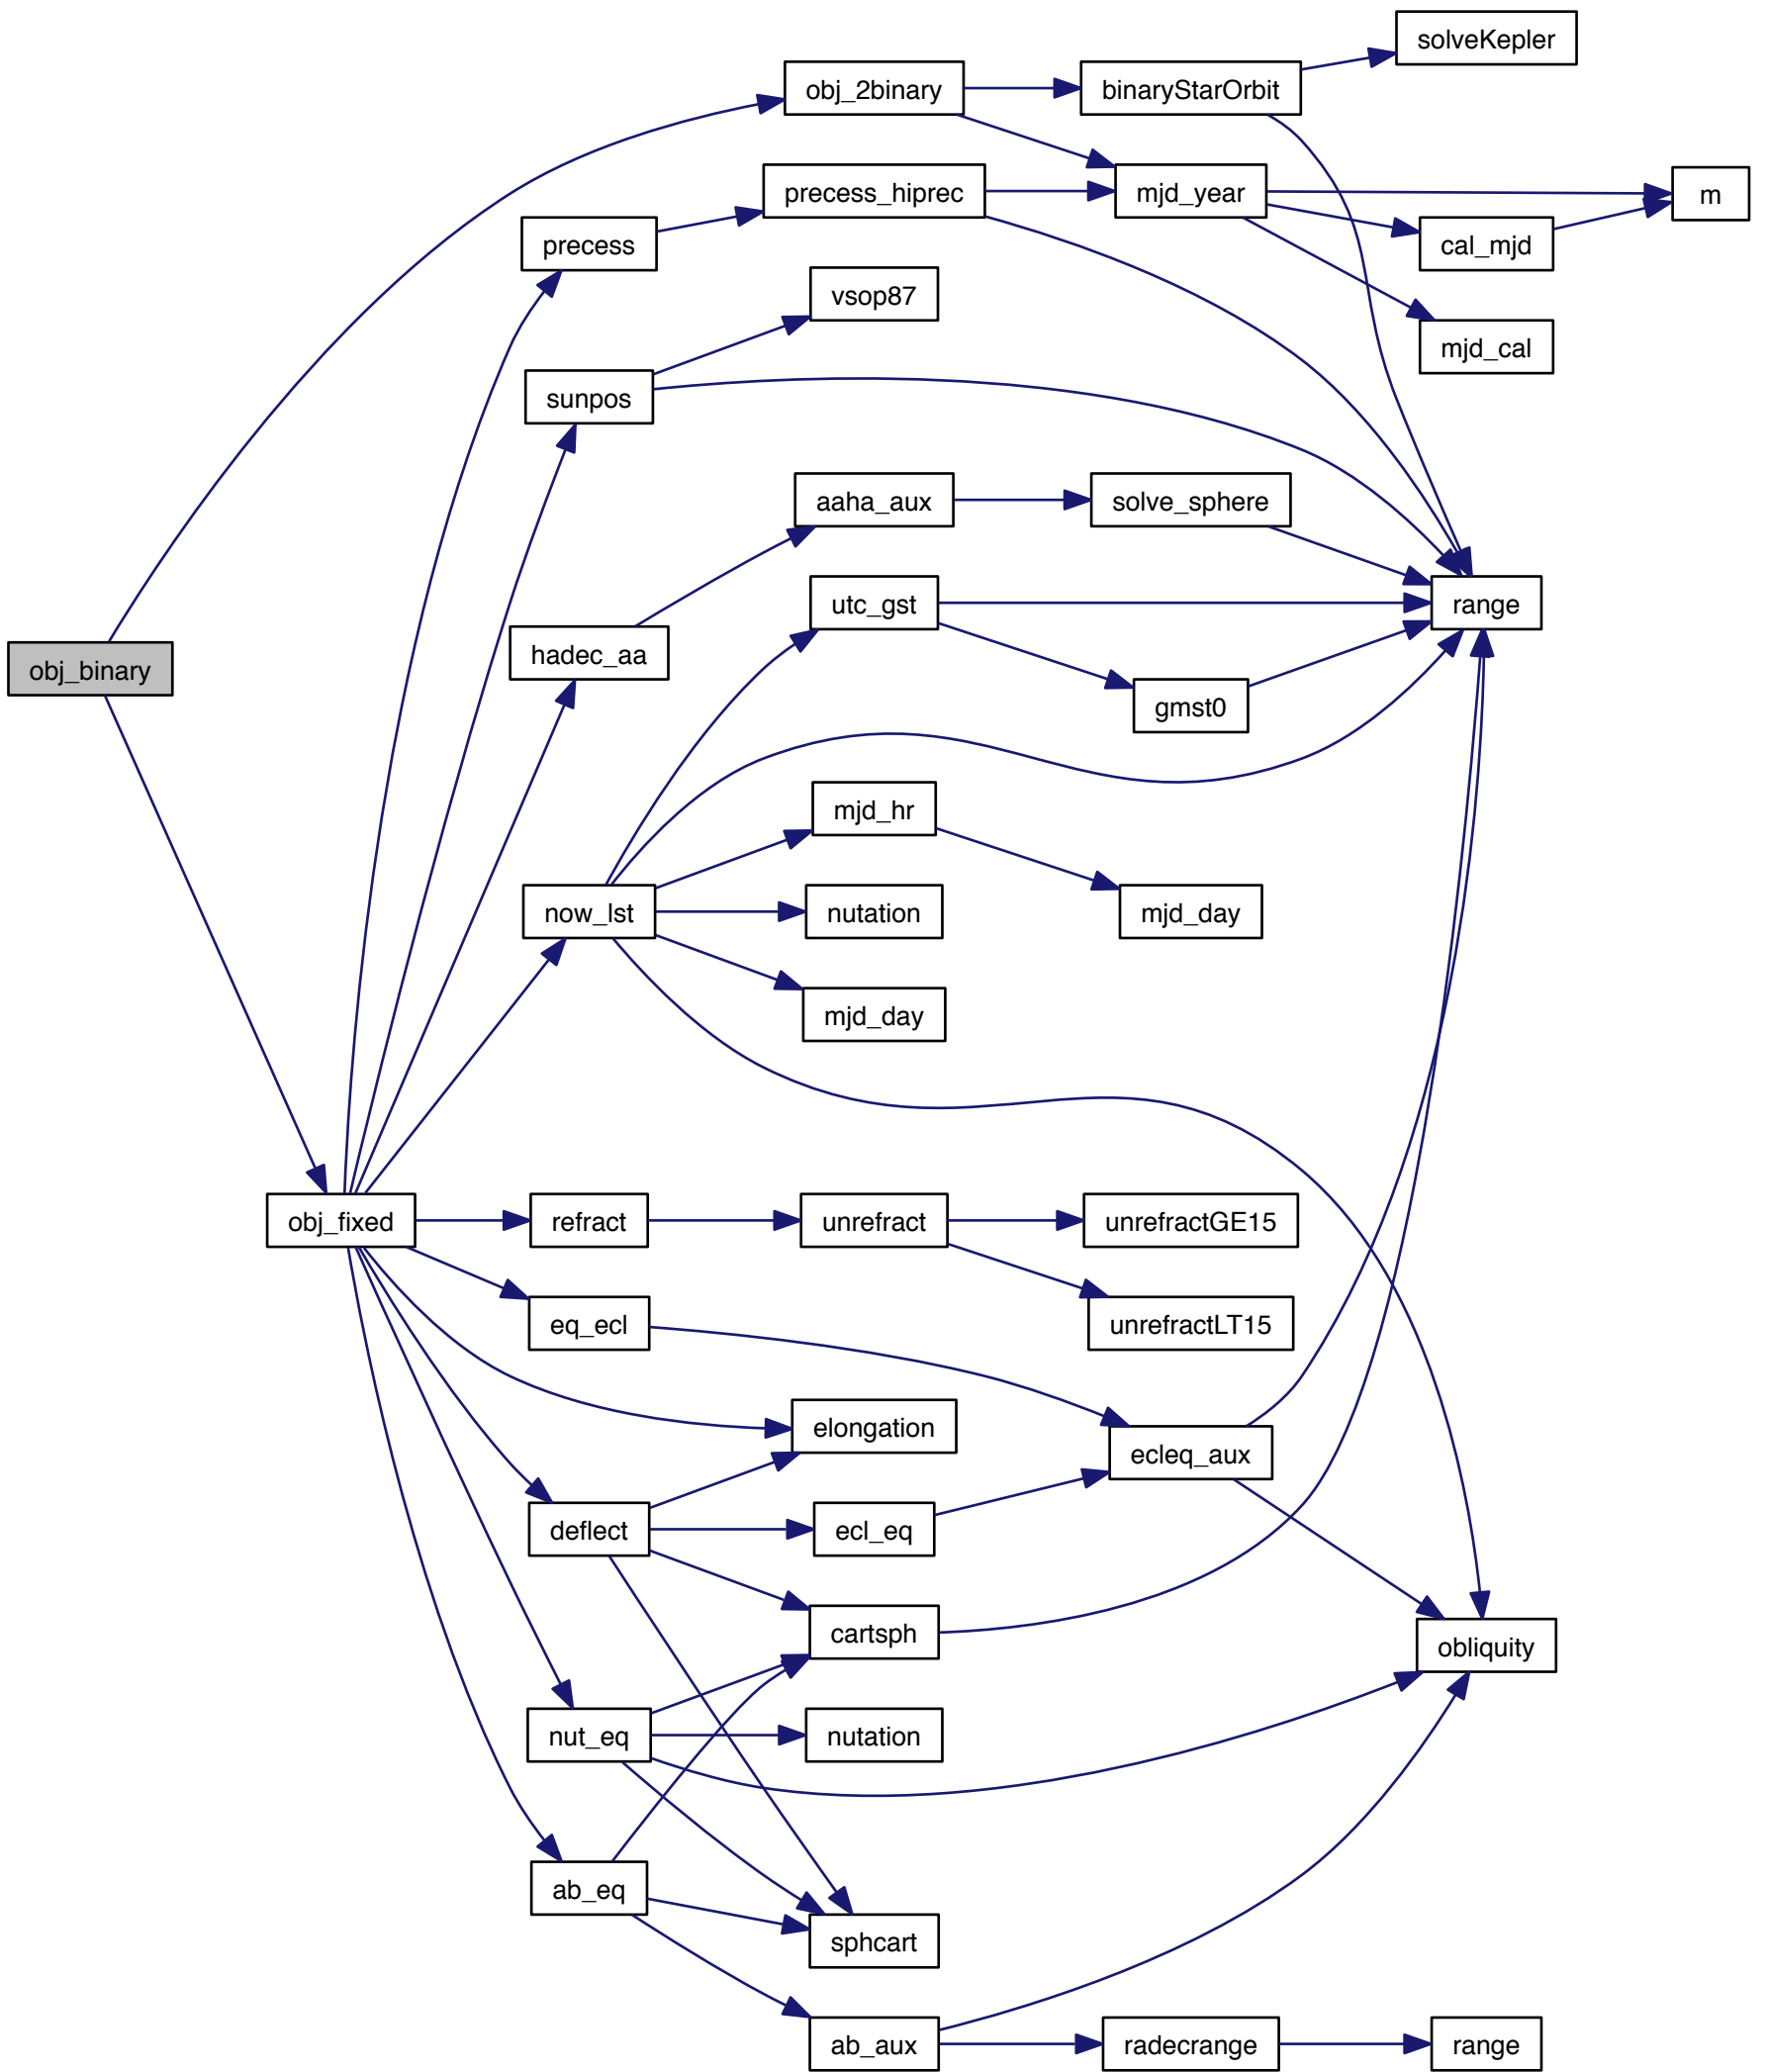 solveKepler
obj_2binary
binaryStarOrbit
precess_hiprec
mjd_year
m
precess
cal_mjd
vsop87
mjd_cal
sunpos
aaha_aux
solve_sphere
utc_gst
range
hadec_aa
obj_binary
gmst0
mjd_hr
now_lst
nutation
mjd_day
mjd_day
obj_fixed
refract
unrefract
unrefractGE15
eq_ecl
unrefractLT15
elongation
ecleq_aux
deflect
ecl_eq
cartsph
obliquity
nut_eq
nutation
ab_eq
sphcart
ab_aux
radecrange
range